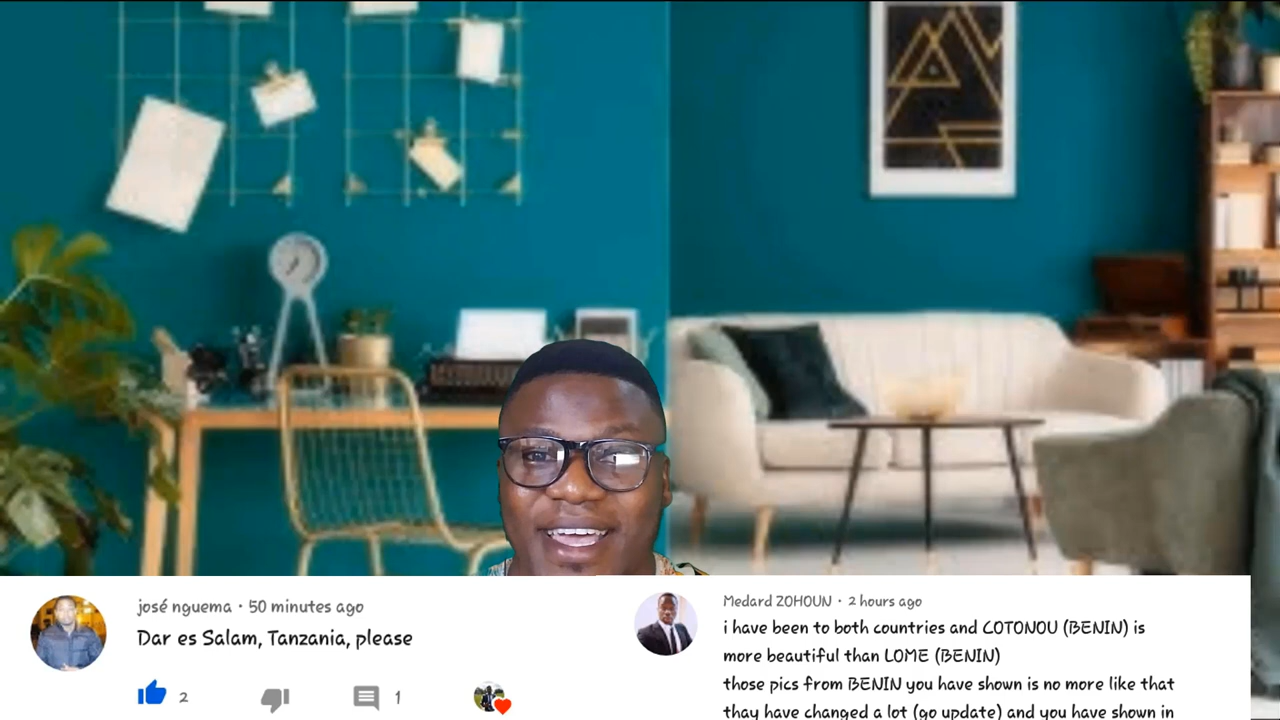 josé nguema • 50 minutes ago
Dar es Salam, Tanzania, please
2
1
Medard ZOHOUN • 2 hours ago
i have been to both countries and COTONOU (BENIN) is
more beautiful than LOME (BENIN)
those pics from BENIN you have shown is no more like that
thay have changed a lot (go update) and you have shown in